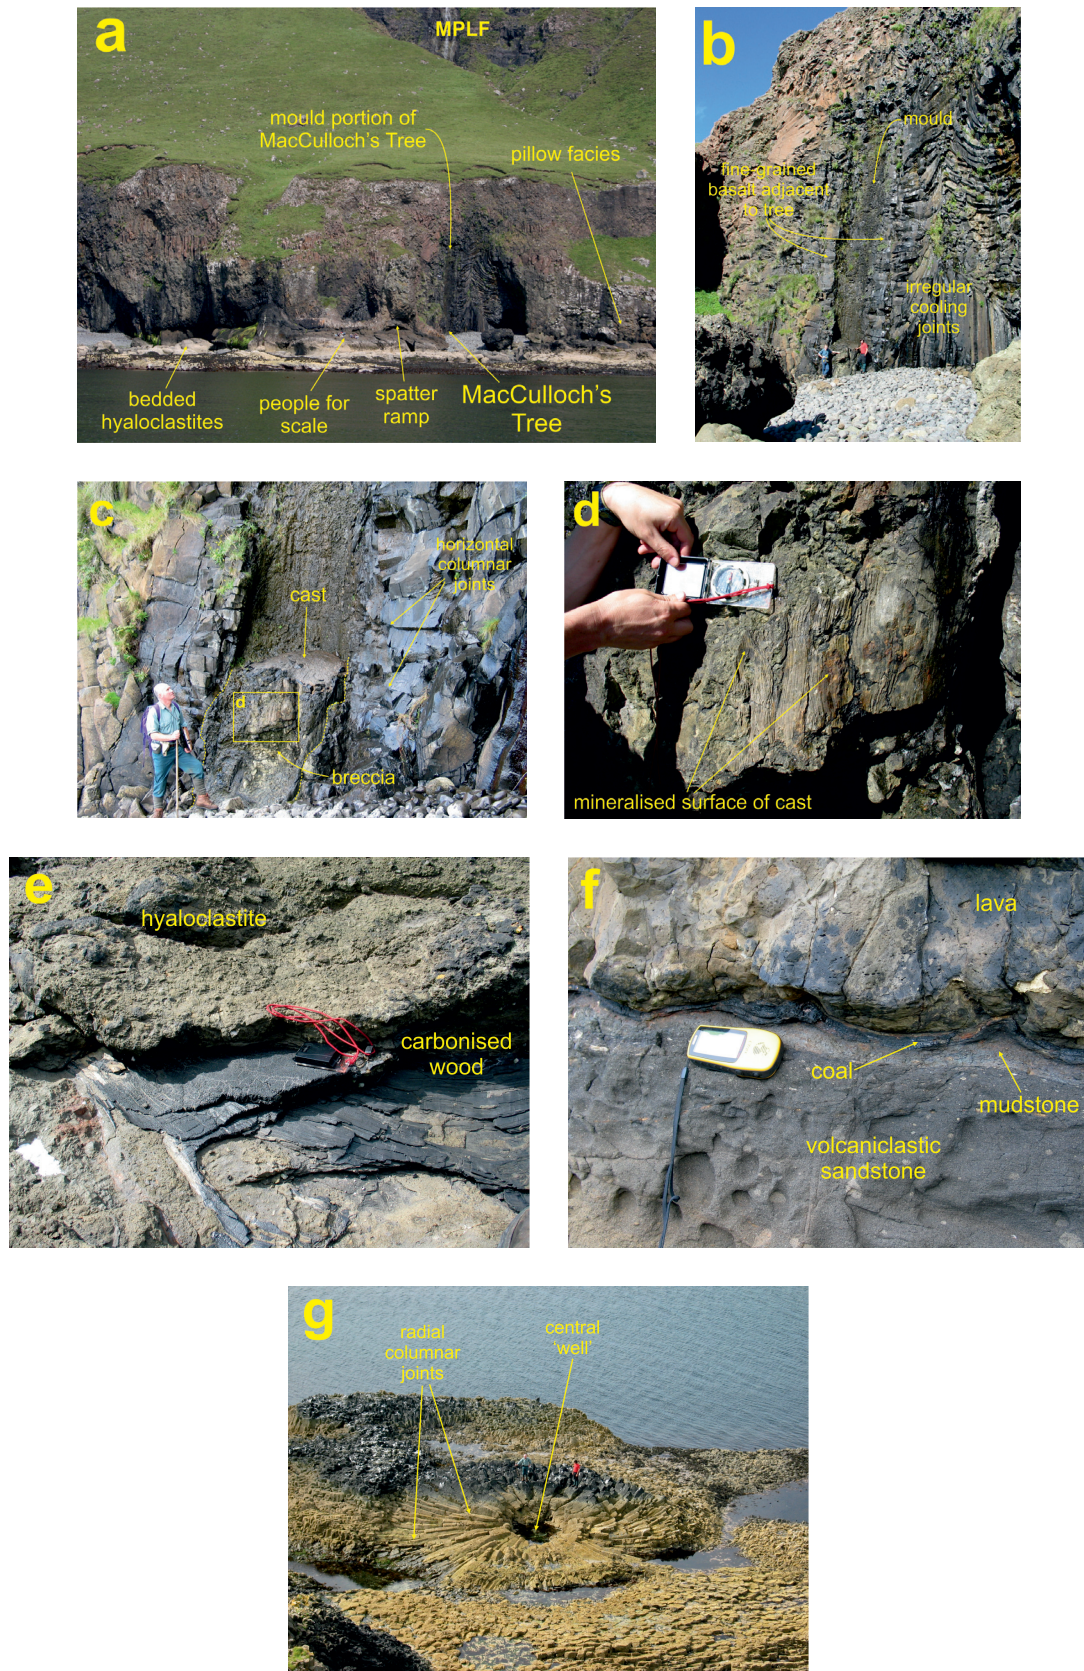 a
MPLF
mould portion of
MacCulloch's Tree
pillow facies
bedded
hyaloclastites
people for
scale
spatter
ramp
MacCulloch's
Tree
b
mould
fine-grained
basalt adjacent
to tree
irregular
cooling
joints
c
horizontal
columnar
joints
cast
d
breccia
d
mineralised surface of cast
e
hyaloclastite
carbonised
wood
f
lava
coal
mudstone
volcaniclastic
sandstone
g
radial
columnar
joints
central
'well'